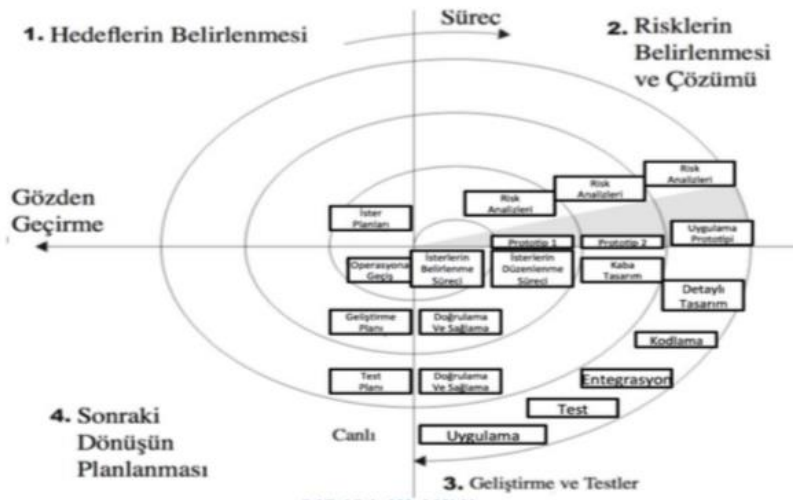 1. Hedeflerin Belirlenmesi
Süreç
2. Risklerin
Belirlenmesi
ve Çözümü
Gözden
Geçirme
İster
Planları
Risk
Analizleri
Risk
Analizleri
Risk
Analizleri
Prototip 1
Prototip 2
Uygulama
Prototipi
Operasyona
Geçiş
İsterlerin
Belirlenme
Süreci
İsterlerin
Düzenlenme
Süreci
Kaba
Tasarım
Detaylı
Tasarım
Geliştirme
Planı
Doğrulama
Ve Sağlama
Kodlama
Test
Planı
Doğrulama
Ve Sağlama
Entegrasyon
Test
Uygulama
Canlı
4. Sonraki
Dönüşün
Planlanması
3. Geliştirme ve Testler